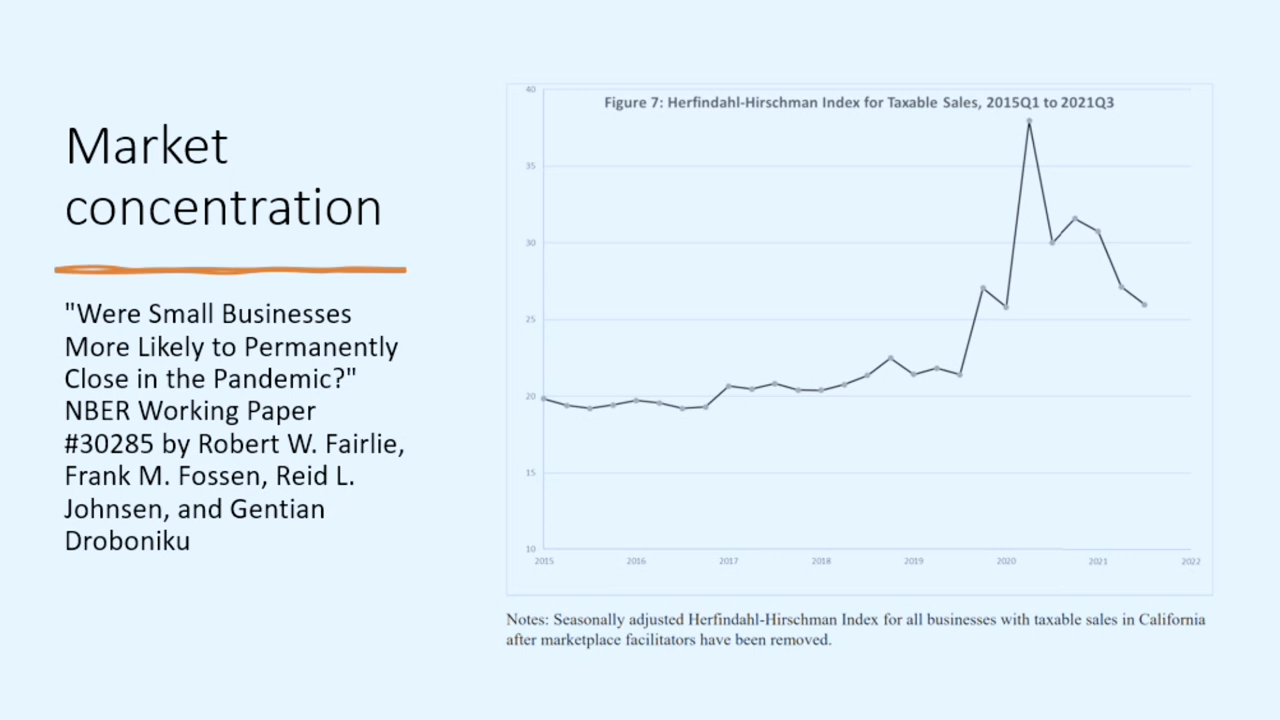 Market
concentration
"Were Small Businesses
More Likely to Permanently
Close in the Pandemic?"
NBER Working Paper
#30285 by Robert W. Fairlie,
Frank M. Fossen, Reid L.
Johnsen, and Gentian
Droboniku
Figure 7: Herfindahl-Hirschman Index for Taxable Sales, 2015Q1 to 2021Q3
40
35
30
25
20
15
10
2015 2016 2017 2018 2019 2020 2021 2022
Notes: Seasonally adjusted Herfindahl-Hirschman Index for all businesses with taxable sales in California
after marketplace facilitators have been removed.